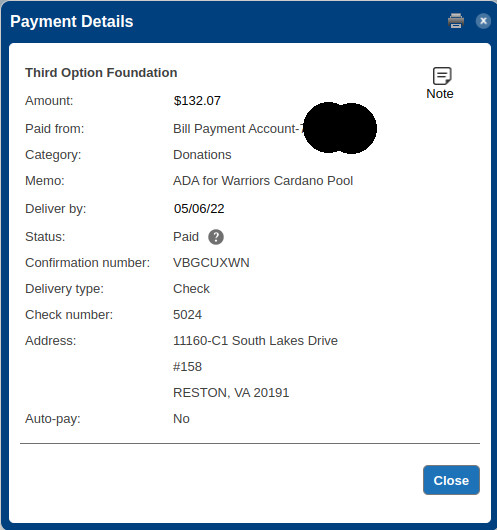 Payment Details
Third Option Foundation
Note
Amount: $132.07
Paid from: Bill Payment Account-
Category: Donations
Memo: ADA for Warriors Cardano Pool
Deliver by: 05/06/22
Status: Paid ?
Confirmation number: VBGCUXWN
Delivery type: Check
Check number: 5024
Address: 11160-C1 South Lakes Drive
#158
RESTON, VA 20191
Auto-pay: No
Close